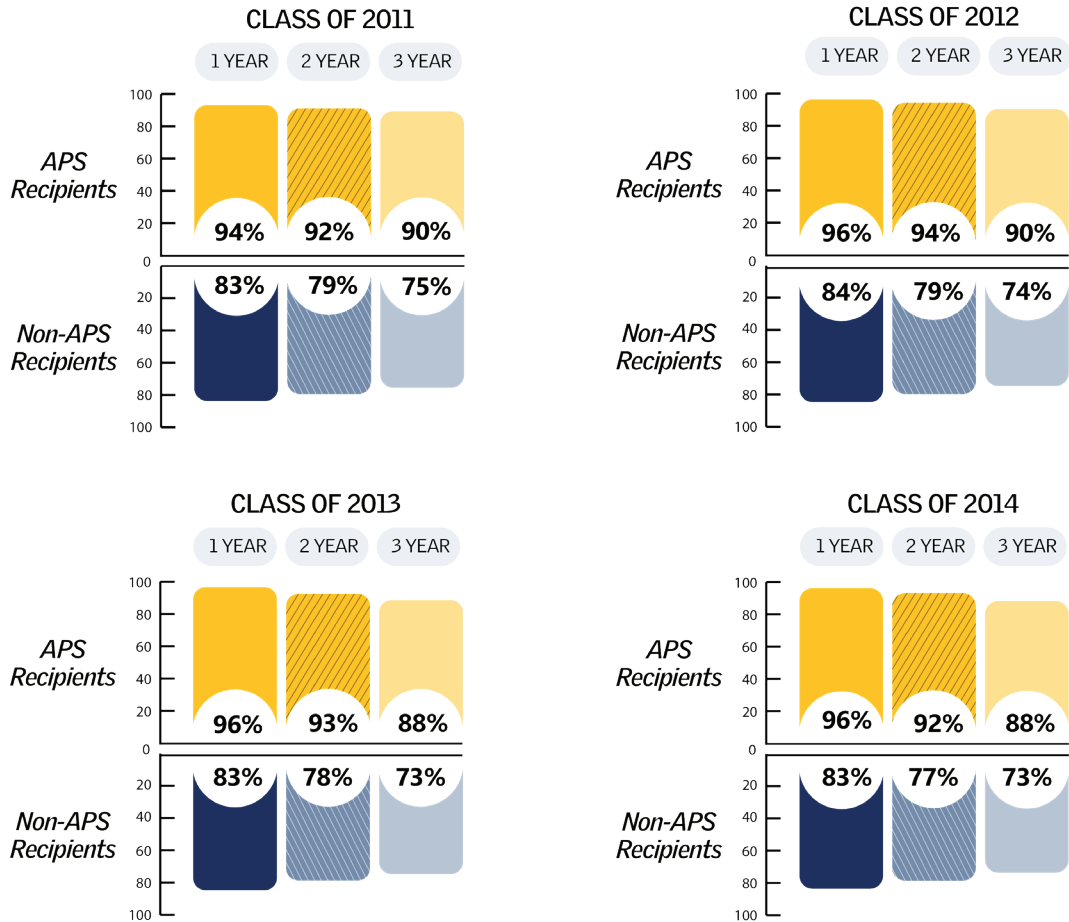 CLASS OF 2011
1 YEAR 2 YEAR 3 YEAR
100
80
APS
Recipients
60
40
20
94% 92% 90%
0
83% 79% 75%
20
Non-APS
Recipients
40
60
80
100
CLASS OF 2012
1 YEAR 2 YEAR 3 YEAR
100
80
APS
Recipients
60
40
20
96% 94% 90%
0
84% 79% 74%
20
Non-APS
Recipients
40
60
80
100
CLASS OF 2013
1 YEAR 2 YEAR 3 YEAR
100
80
APS
Recipients
60
40
20
96% 93% 88%
0
83% 78% 73%
20
Non-APS
Recipients
40
60
80
100
CLASS OF 2014
1 YEAR 2 YEAR 3 YEAR
100
80
APS
Recipients
60
40
20
96% 92% 88%
0
83% 77% 73%
20
Non-APS
Recipients
40
60
80
100